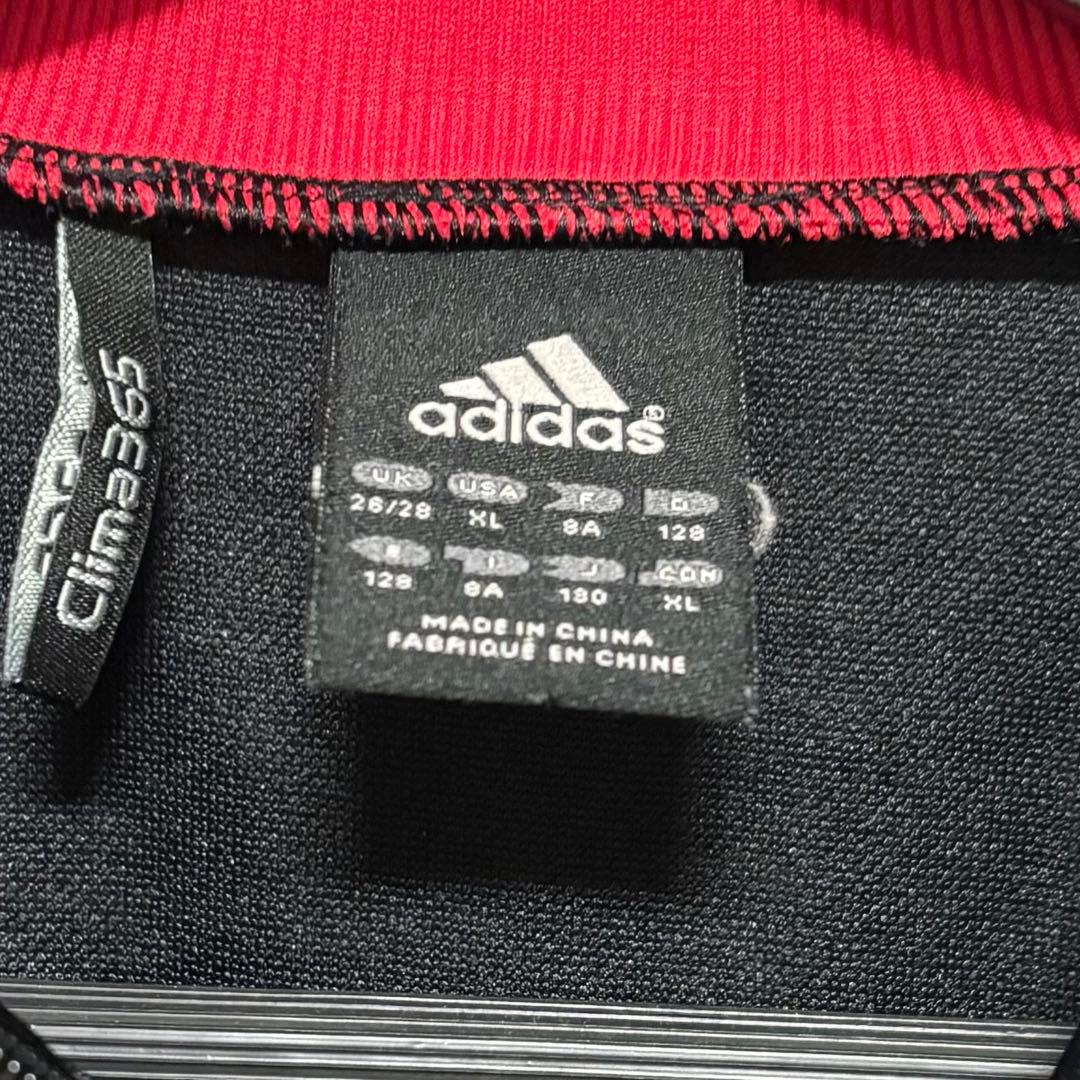 Clima365
adidas®
UK USA F D
26/28 XL 8A 128
E I J CDN
128 8A 130 XL
MADE IN CHINA
FABRIQUÉ EN CHINE